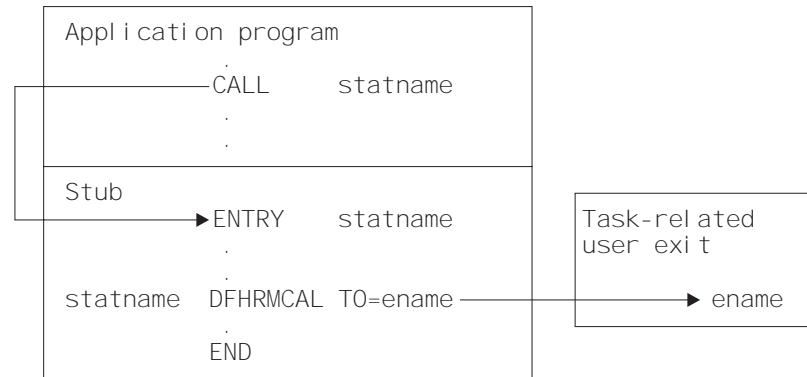 Application program
.
CALL statname
.
.
Stub
ENTRY statname
.
.
statname DFHRMCAL TO=ename
.
END
Task-related
user exit
ename